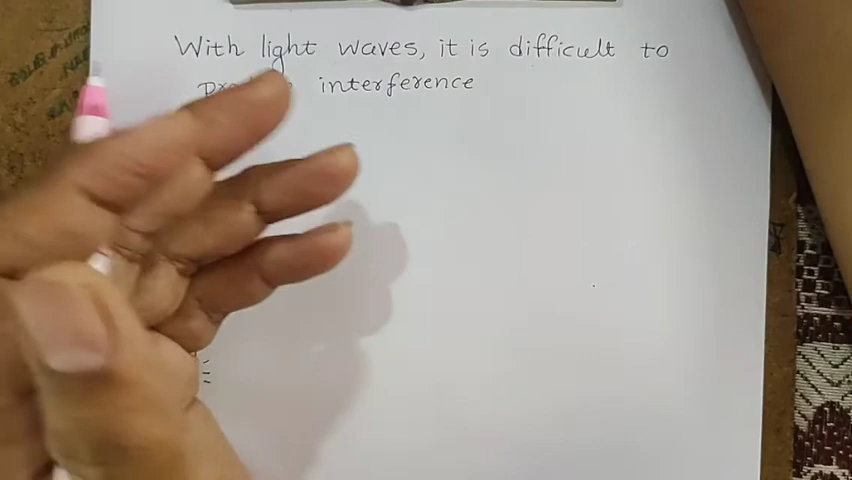 With light waves, it is difficult to
interference